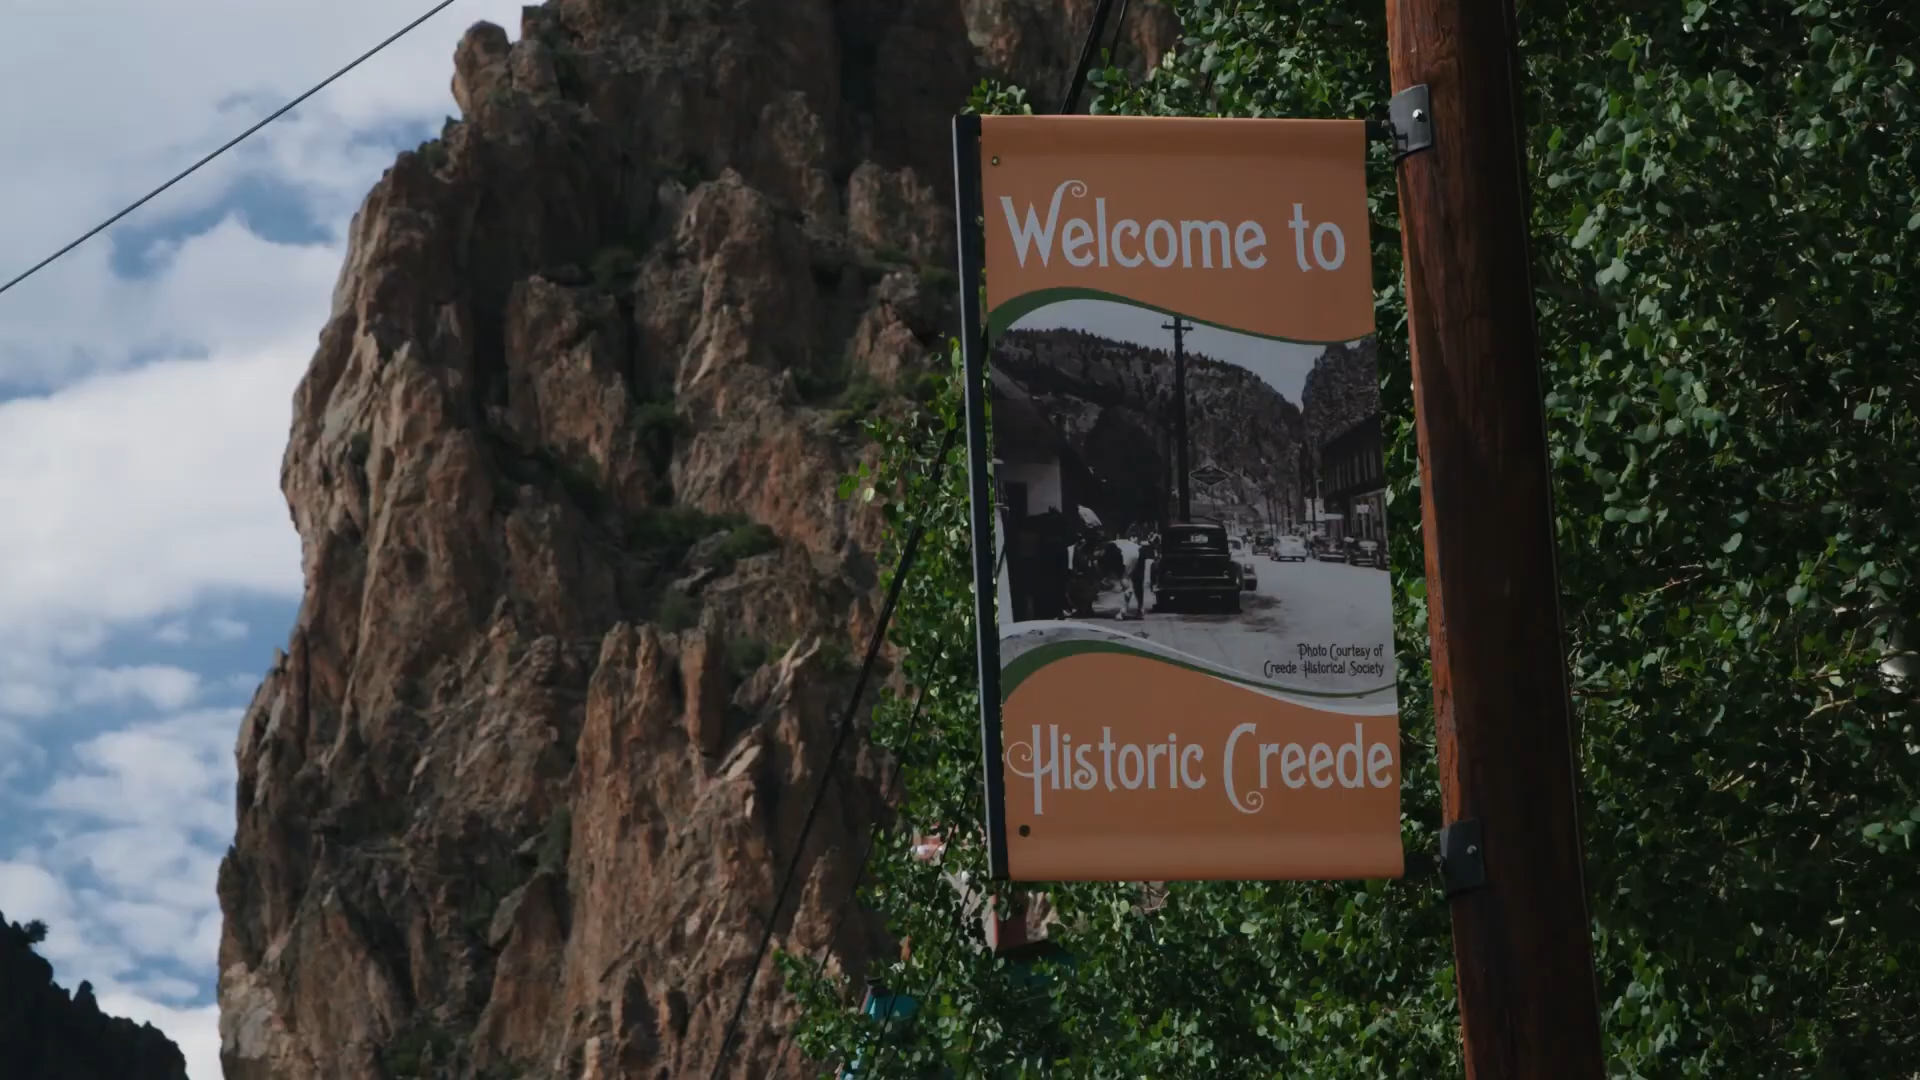 Welcome to
Photo Courtesy of
Creede Historical Society
Historic Creede